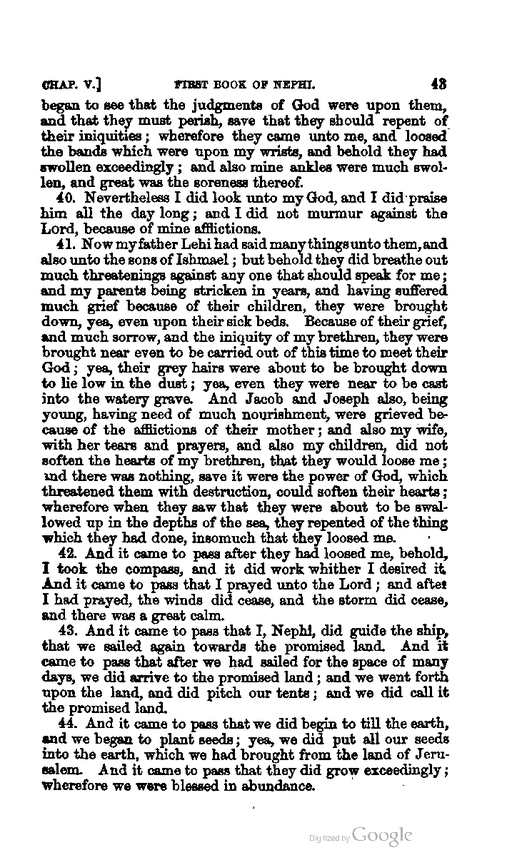 CHAP. V.] FIRST BOOK OF NEPHI. 43
began to see that the judgments of God were upon them,
and that they must perish, save that they should repent of
their iniquities; wherefore they came unto me, and loosed
the bands which were upon my wrists, and behold they had
swollen exceedingly; and also mine ankles were much swol-
len, and great was the soreness thereof.
40. Nevertheless I did look unto my God, and I did praise
him all the day long; and I did not murmur against the
Lord, because of mine afflictions.
41. Now my father Lehi had said many things unto them, and
also unto the sons of Ishmael; but behold they did breathe out
much threatenings against any one that should speak for me;
and my parents being stricken in years, and having suffered
much grief because of their children, they were brought
down, yea, even upon their sick beds. Because of their grief,
and much sorrow, and the iniquity of my brethren, they were
brought near even to be carried out of this time to meet their
God; yea, their grey hairs were about to be brought down
to lie low in the dust; yea, even they were near to be cast
into the watery grave. And Jacob and Joseph also, being
young, having need of much nourishment, were grieved be-
cause of the afflictions of their mother; and also my wife,
with her tears and prayers, and also my children, did not
soften the hearts of my brethren, that they would loose me;
and there was nothing, save it were the power of God, which
threatened them with destruction, could soften their hearts;
wherefore when they saw that they were about to be swal-
lowed up in the depths of the sea, they repented of the thing
which they had done, insomuch that they loosed me.
42. And it came to pass after they had loosed me, behold,
I took the compass, and it did work whither I desired it.
And it came to pass that I prayed unto the Lord; and after
I had prayed, the winds did cease, and the storm did cease,
and there was a great calm.
43. And it came to pass that I, Nephi, did guide the ship,
that we sailed again towards the promised land. And it
came to pass that after we had sailed for the space of many
days, we did arrive to the promised land; and we went forth
upon the land, and did pitch our tents; and we did call it
the promised land.
44. And it came to pass that we did begin to till the earth,
and we began to plant seeds; yea, we did put all our seeds
into the earth, which we had brought from the land of Jeru-
salem. And it came to pass that they did grow exceedingly;
wherefore we were blessed in abundance.
Digitized by Google